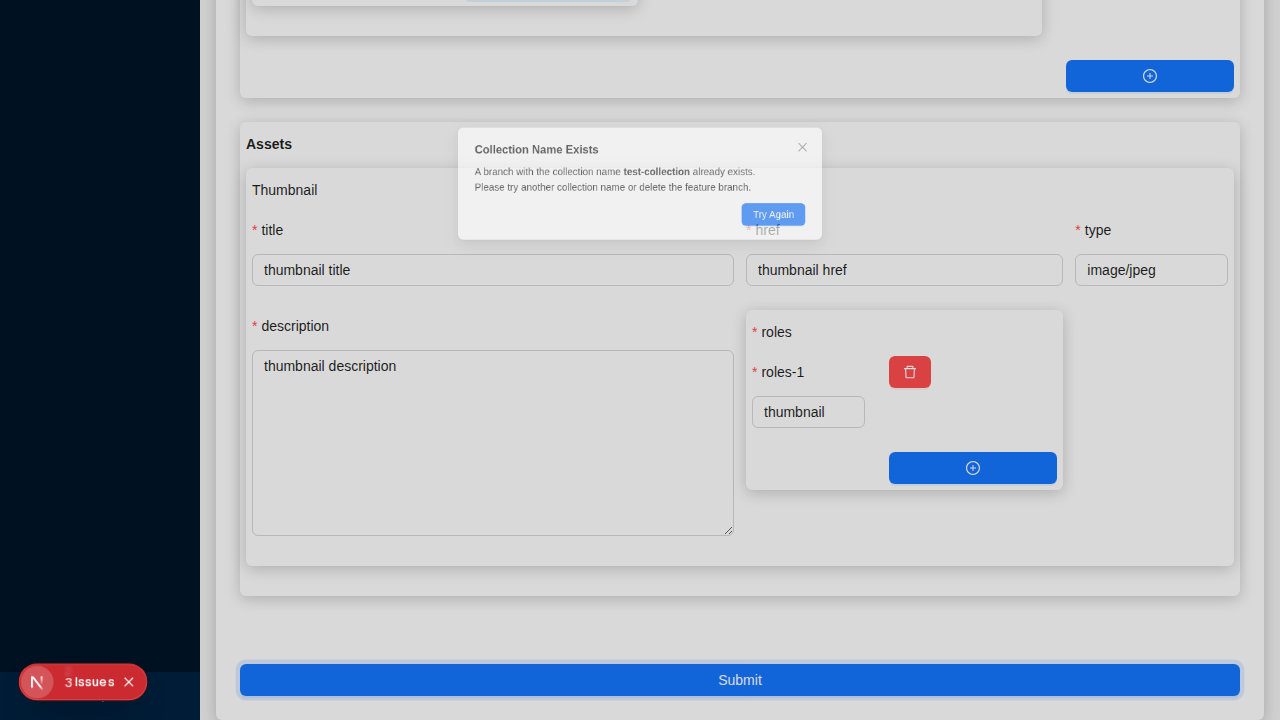 Assets
Collection Name Exists
A branch with the collection name test-collection already exists.
Please try another collection name or delete the feature branch.
Try Again
Thumbnail
* title
* href
* type
thumbnail title
thumbnail href
image/jpeg
* description
* roles
thumbnail description
* roles-1
thumbnail
3 Issues
Submit